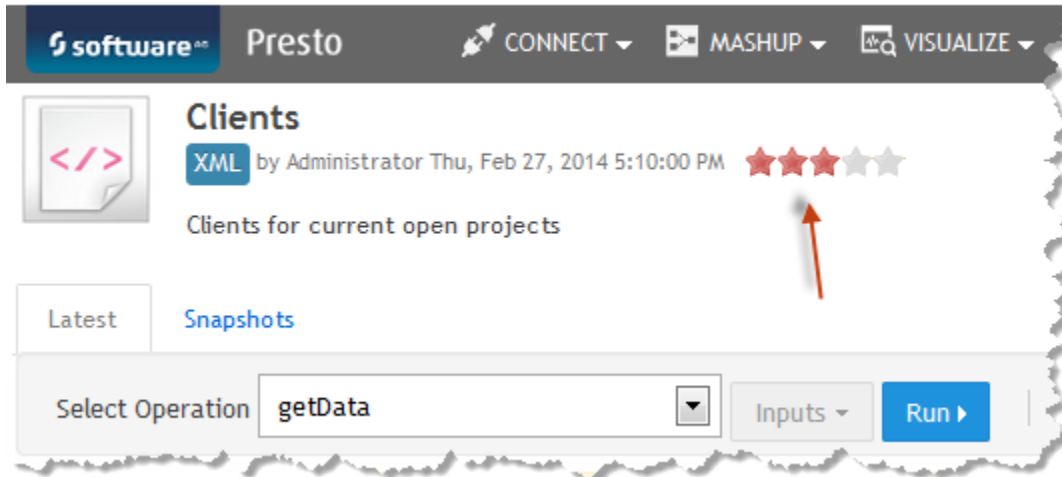 software AG Presto CONNECT MASHUP VISUALIZE
</>
Clients
XML by Administrator Thu, Feb 27, 2014 5:10:00 PM
Clients for current open projects
Latest Snapshots
Select Operation getData Inputs Run